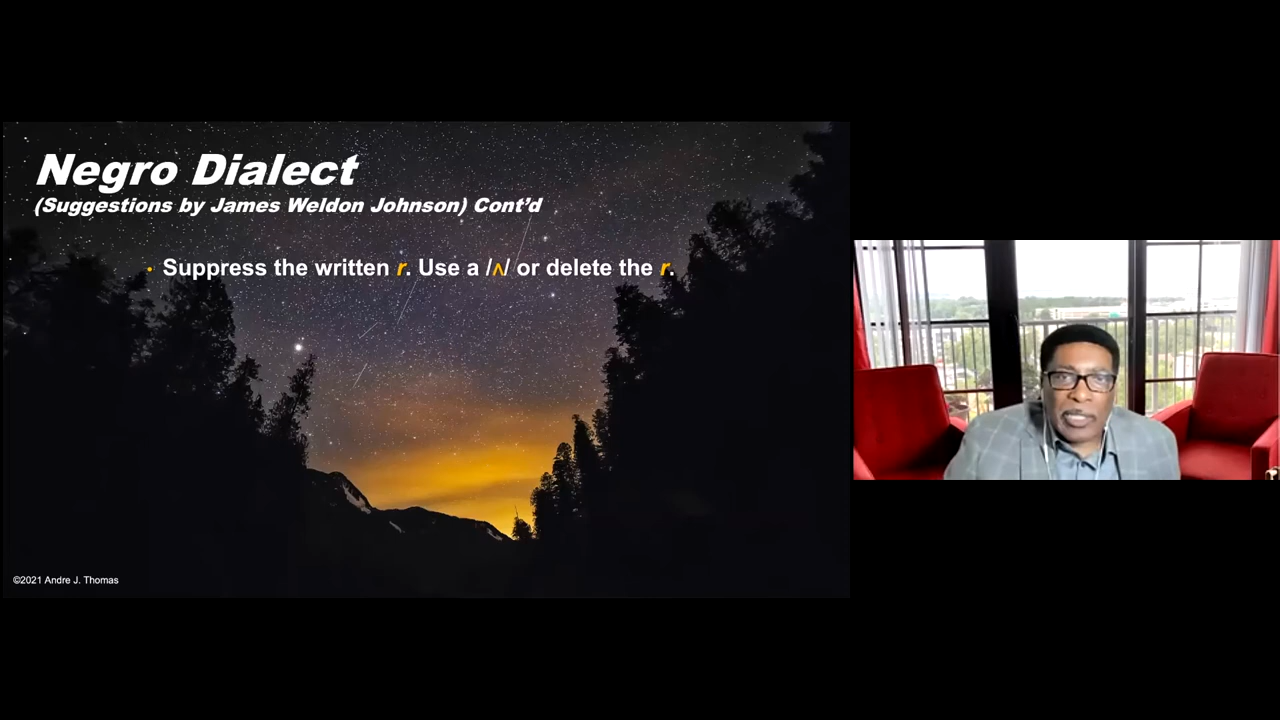 Negro Dialect
(Suggestions by James Weldon Johnson) Cont’d
• Suppress the written r. Use a /ʌ/ or delete the r.
©2021 Andre J. Thomas